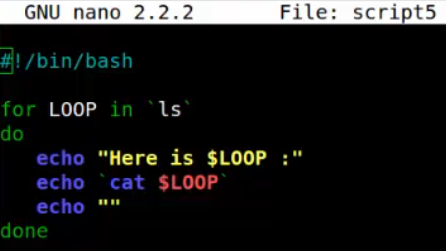 GNU nano 2.2.2 File: script5
#!/bin/bash
for LOOP in `ls`
do
echo "Here is $LOOP :"
echo `cat $LOOP`
echo ""
done